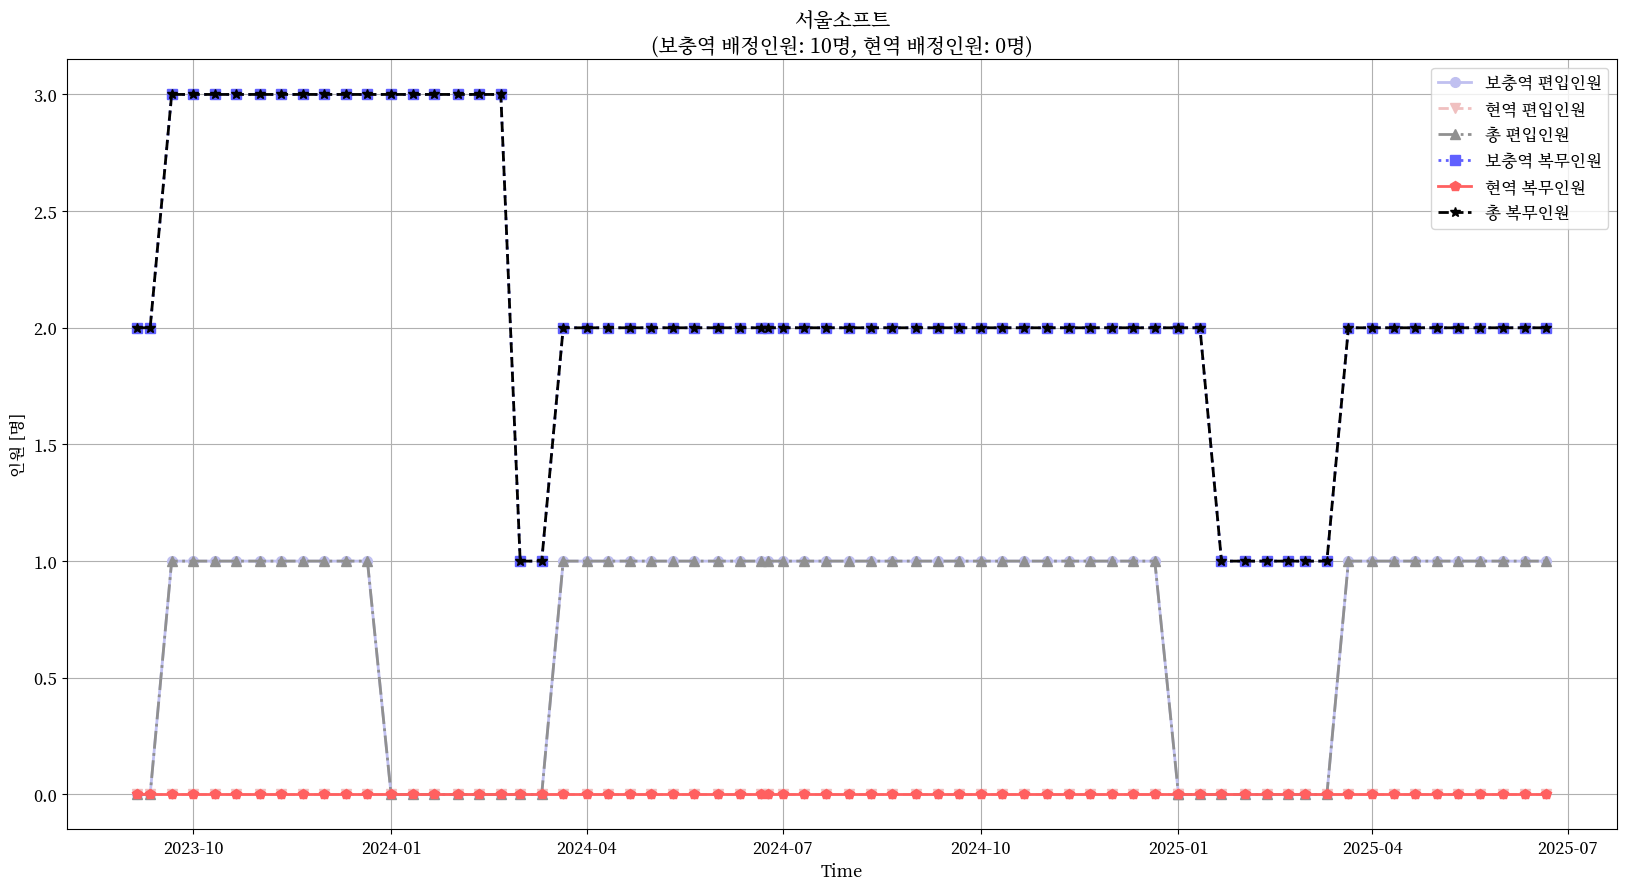 서울소프트
(보충역 배정인원: 10명, 현역 배정인원: 0명)
3.0
2.5
2.0
1.5
1.0
0.5
0.0
인원 [명]
보충역 편입인원
현역 편입인원
총 편입인원
보충역 복무인원
현역 복무인원
총 복무인원
2023-10
2024-01
2024-04
2024-07
2024-10
2025-01
2025-04
2025-07
Time